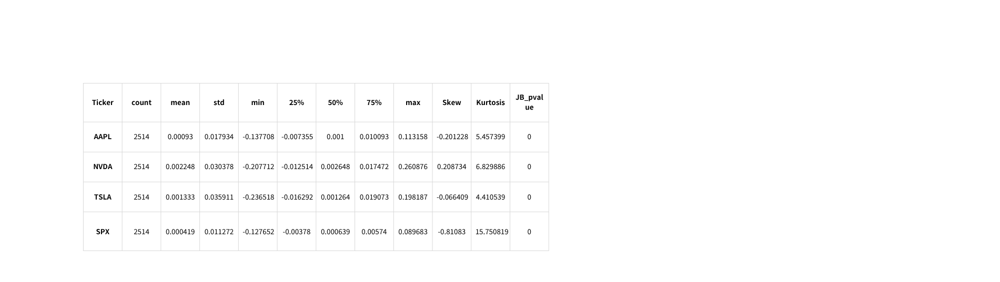 Ticker count mean std min 25% 50% 75% max Skew Kurtosis JB_pval
ue
AAPL 2514 0.00093 0.017934 -0.137708 -0.007355 0.001 0.010093 0.113158 -0.201228 5.457399 0
NVDA 2514 0.002248 0.030378 -0.207712 -0.012514 0.002648 0.017472 0.260876 0.208734 6.829886 0
TSLA 2514 0.001333 0.035911 -0.236518 -0.016292 0.001264 0.019073 0.198187 -0.066409 4.410539 0
SPX 2514 0.000419 0.011272 -0.127652 -0.00378 0.000639 0.00574 0.089683 -0.81083 15.750819 0